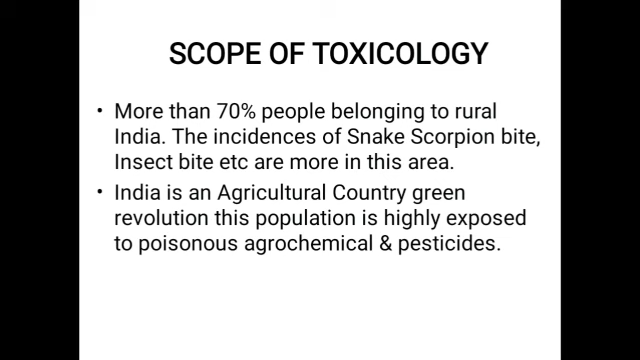 SCOPE OF TOXICOLOGY
• More than 70% people belonging to rural
India. The incidences of Snake Scorpion bite,
Insect bite etc are more in this area.
• India is an Agricultural Country green
revolution this population is highly exposed
to poisonous agrochemical & pesticides.